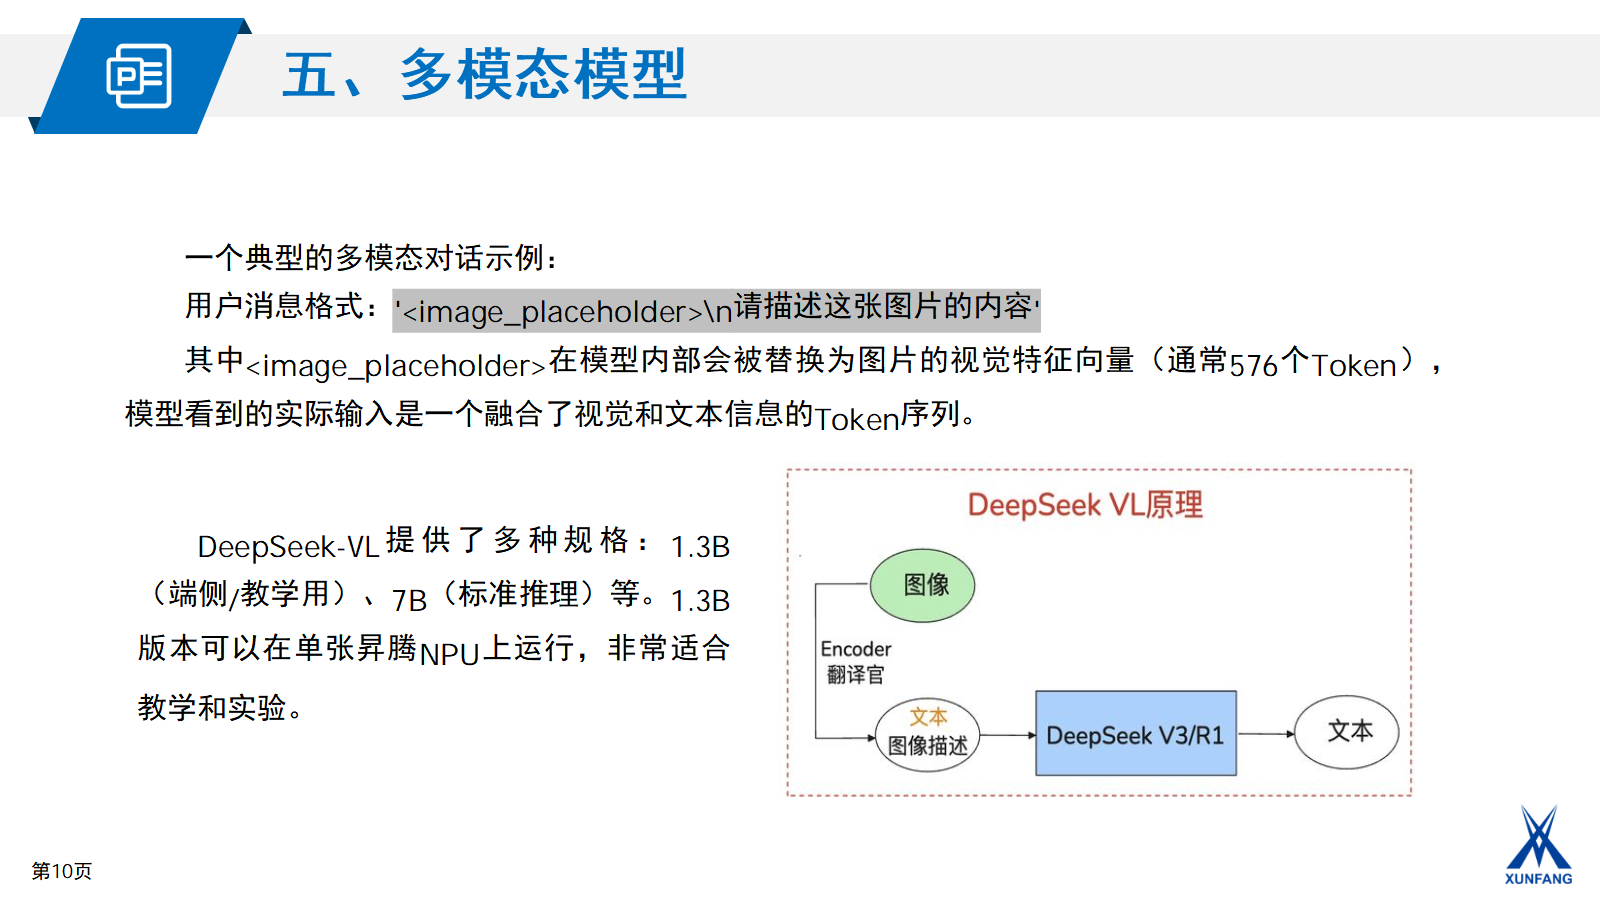 五、多模态模型
一个典型的多模态对话示例：
用户消息格式：'<image_placeholder>\n请描述这张图片的内容'
其中<image_placeholder>在模型内部会被替换为图片的视觉特征向量（通常576个Token），
模型看到的实际输入是一个融合了视觉和文本信息的Token序列。
DeepSeek-VL提供了多种规格：1.3B
（端侧/教学用）、7B（标准推理）等。1.3B
版本可以在单张昇腾NPU上运行，非常适合
教学和实验。
DeepSeek VL原理
图像
Encoder
翻译官
文本
图像描述
DeepSeek V3/R1
文本
第10页
XUNFANG